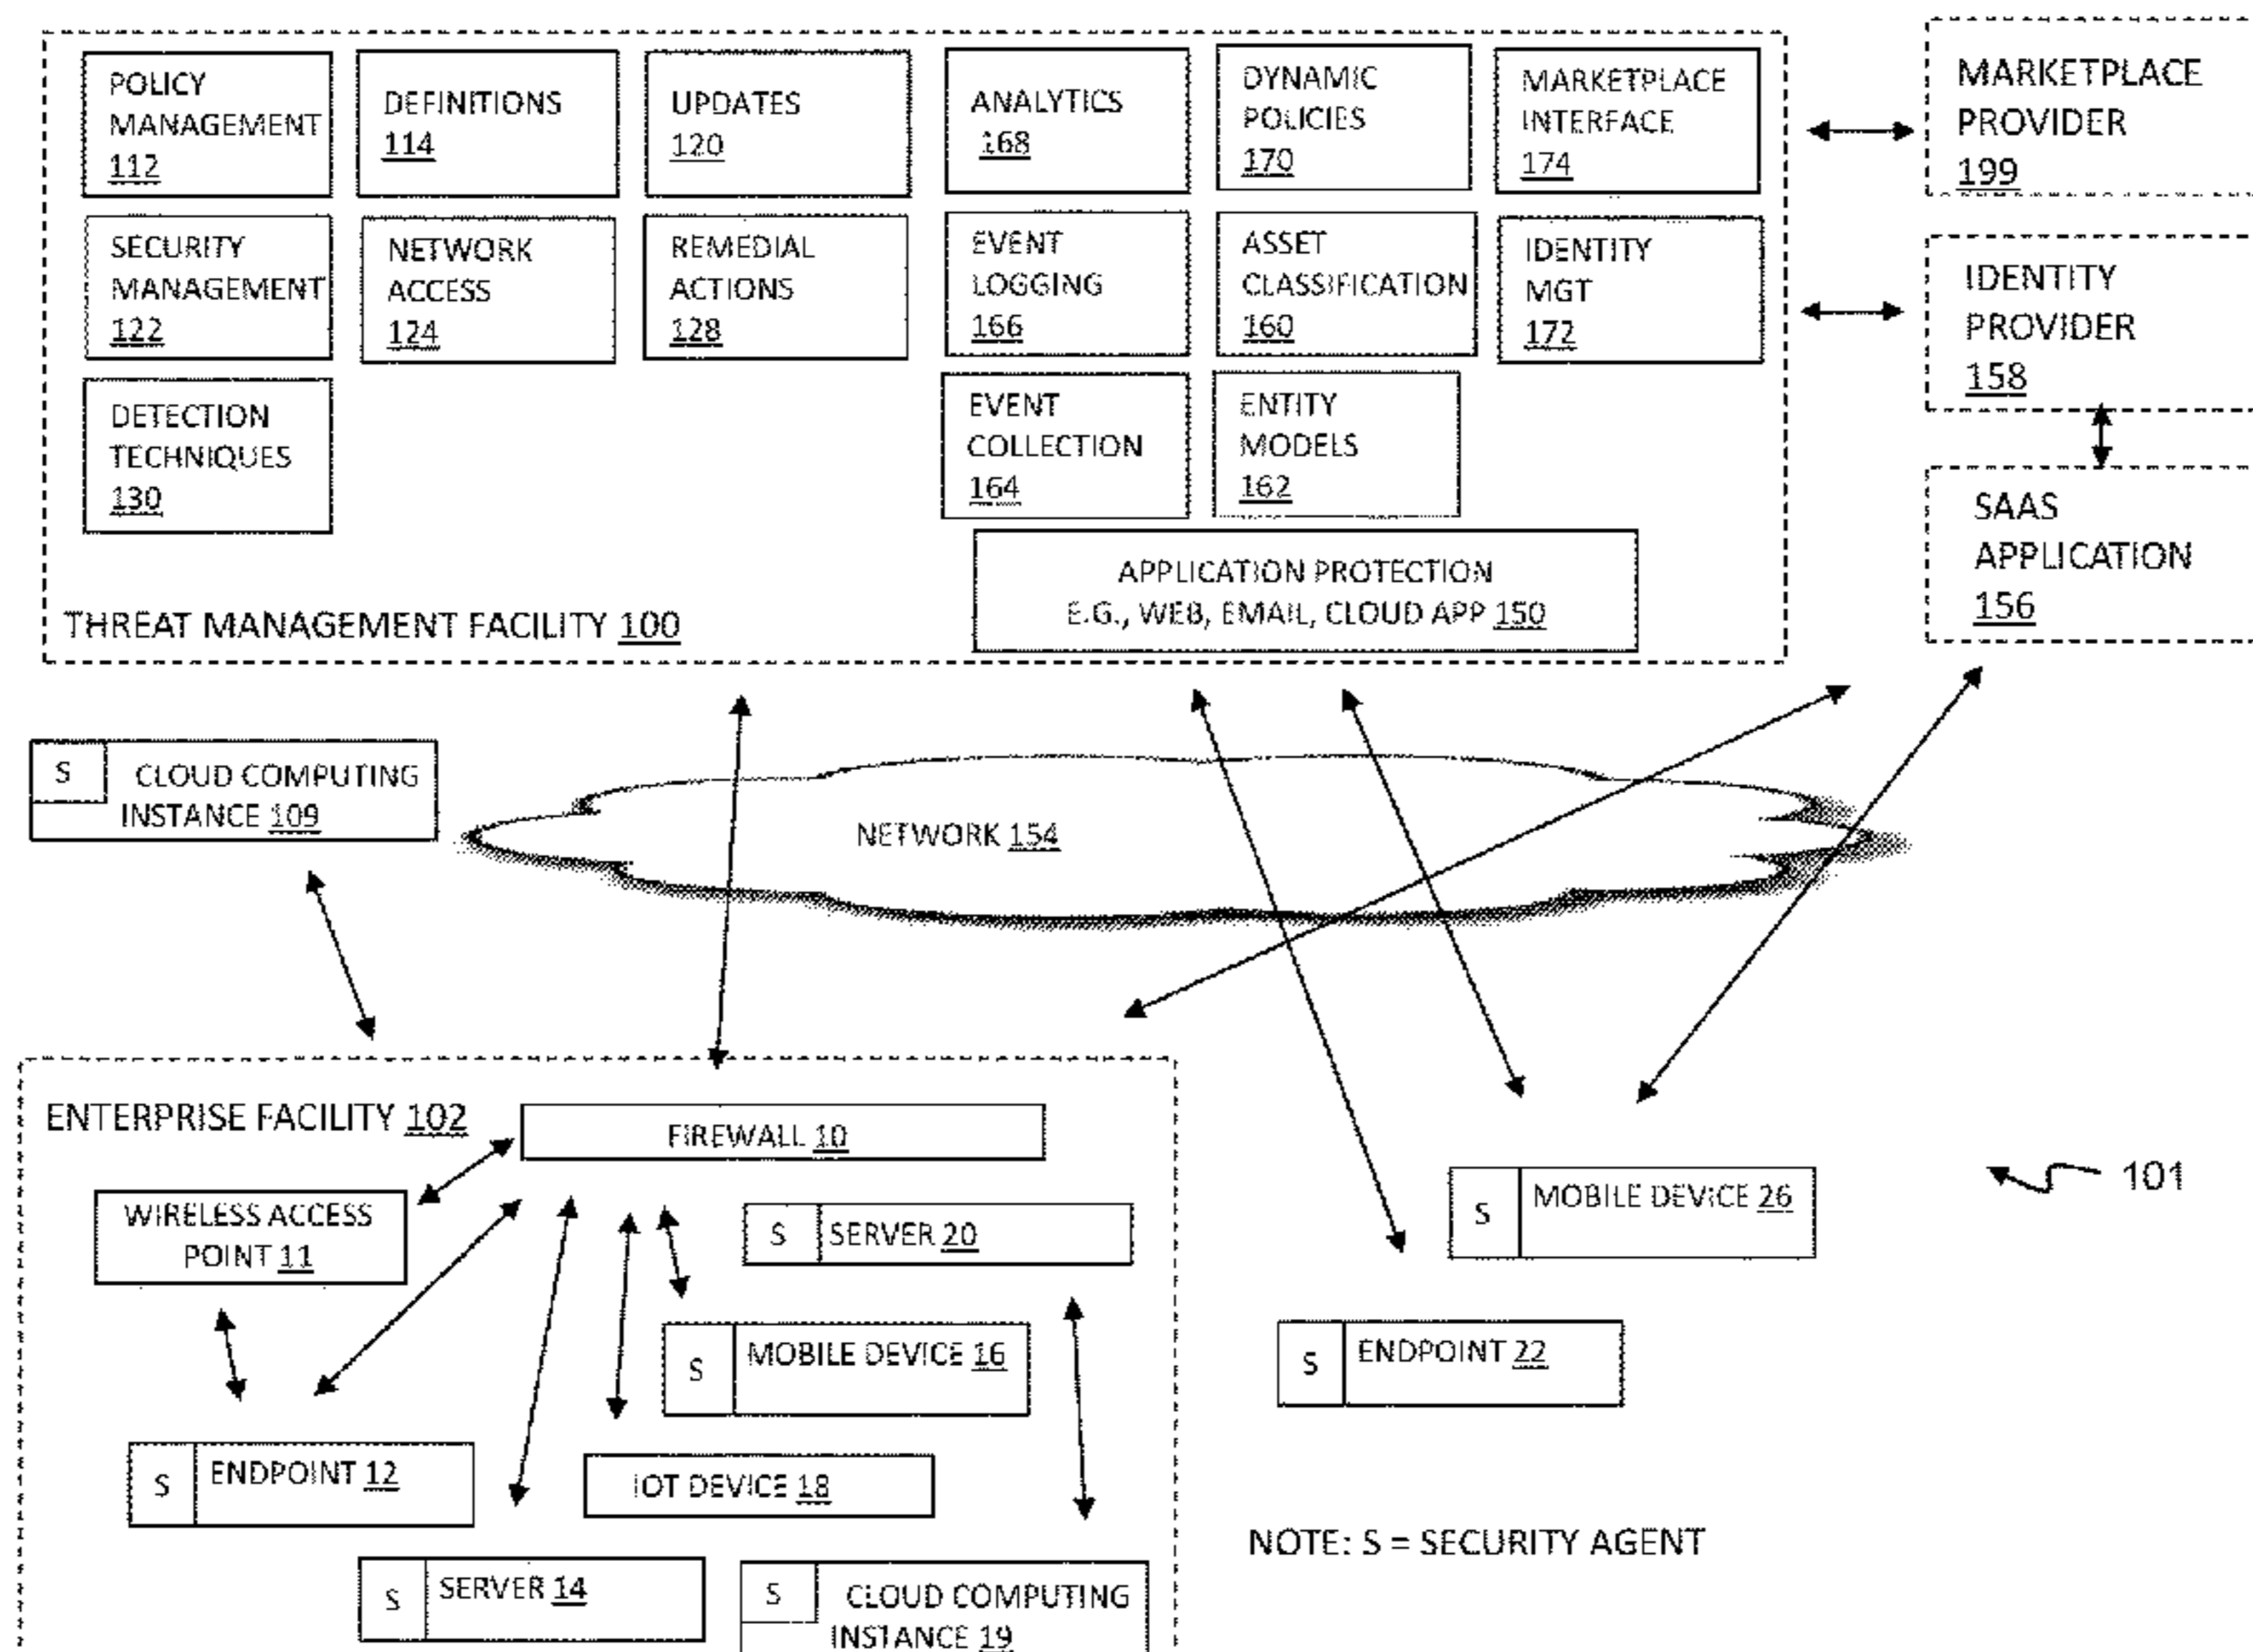 POLICY
MANAGEMENT
112
DEFINITIONS
114
UPDATES
120
ANALYTICS
168
DYNAMIC
POLICIES
170
MARKETPLACE
INTERFACE
174
MARKETPLACE
PROVIDER
199
SECURITY
MANAGEMENT
122
NETWORK
ACCESS
124
REMEDIAL
ACTIONS
128
EVENT
LOGGING
166
ASSET
CLASSIFICATION
160
IDENTITY
MGT
172
IDENTITY
PROVIDER
158
DETECTION
TECHNIQUES
130
EVENT
COLLECTION
164
ENTITY
MODELS
162
SAAS
APPLICATION
156
APPLICATION PROTECTION
E.G., WEB, EMAIL, CLOUD APP 150
THREAT MANAGEMENT FACILITY 100
S CLOUD COMPUTING
INSTANCE 109
NETWORK 154
ENTERPRISE FACILITY 102
FIREWALL 10
WIRELESS ACCESS
POINT 11
S SERVER 20
S MOBILE DEVICE 26
101
S MOBILE DEVICE 16
S ENDPOINT 22
S ENDPOINT 12
IOT DEVICE 18
NOTE: S = SECURITY AGENT
S SERVER 14
S CLOUD COMPUTING
INSTANCE 19